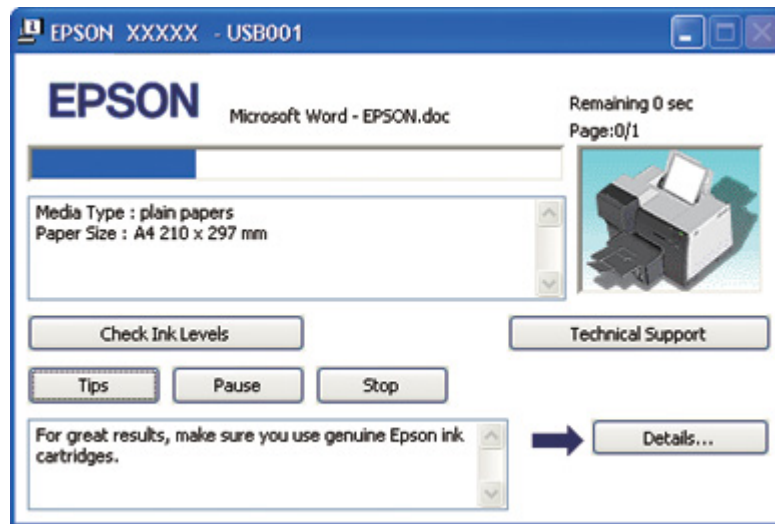 EPSON XXXXX - USB001
EPSON
Microsoft Word - EPSON.doc
Remaining 0 sec
Page:0/1
Media Type : plain papers
Paper Size : A4 210 x 297 mm
Check Ink Levels
Technical Support
Tips
Pause
Stop
For great results, make sure you use genuine Epson ink
cartridges.
Details...